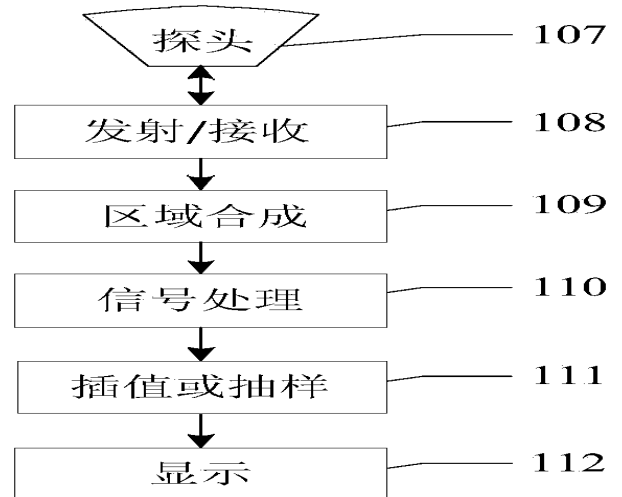 探头 107
发射/接收 108
区域合成 109
信号处理 110
插值或抽样 111
显示 112